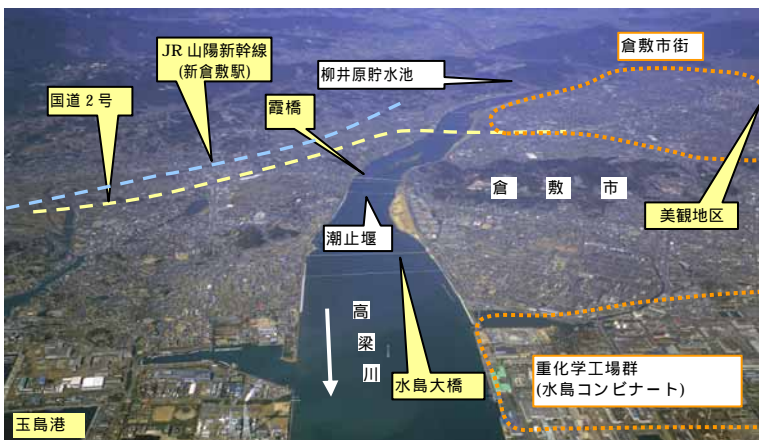 倉敷市街
JR山陽新幹線
(新倉敷駅)
柳井原貯水池
国道2号
霞橋
倉敷市
美観地区
潮止堰
高梁川
水島大橋
重化学工場群
(水島コンビナート)
玉島港